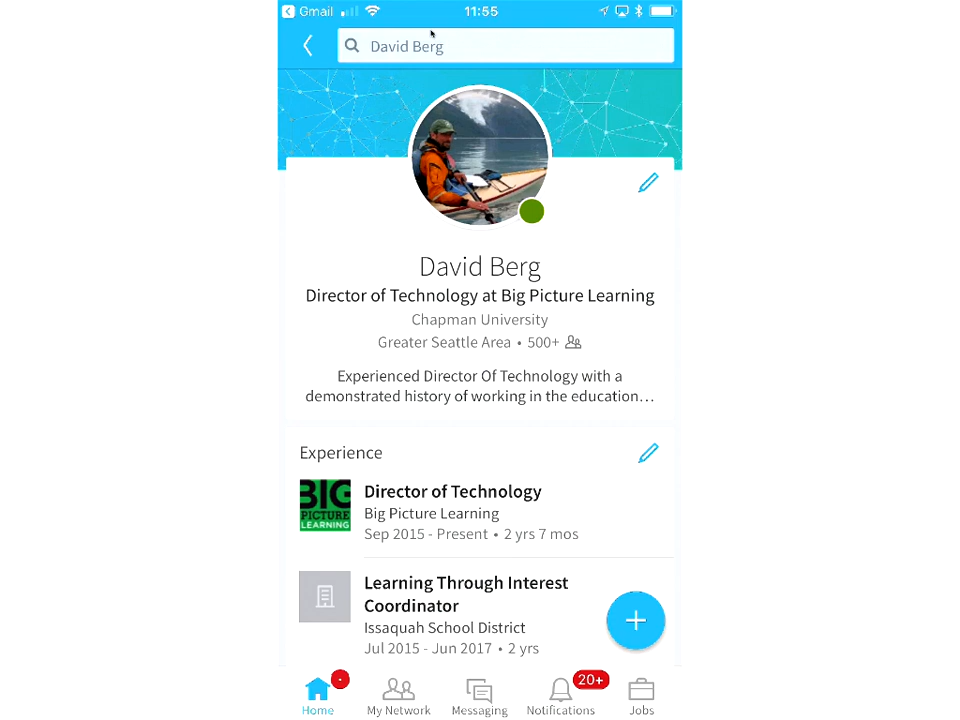 Gmail
11:55
David Berg
David Berg
Director of Technology at Big Picture Learning
Chapman University
Greater Seattle Area • 500+
Experienced Director Of Technology with a
demonstrated history of working in the education…
Experience
BIG
PICTURE
LEARNING
Director of Technology
Big Picture Learning
Sep 2015 - Present • 2 yrs 7 mos
Learning Through Interest
Coordinator
Issaquah School District
Jul 2015 - Jun 2017 • 2 yrs
20+
Home
My Network
Messaging
Notifications
Jobs